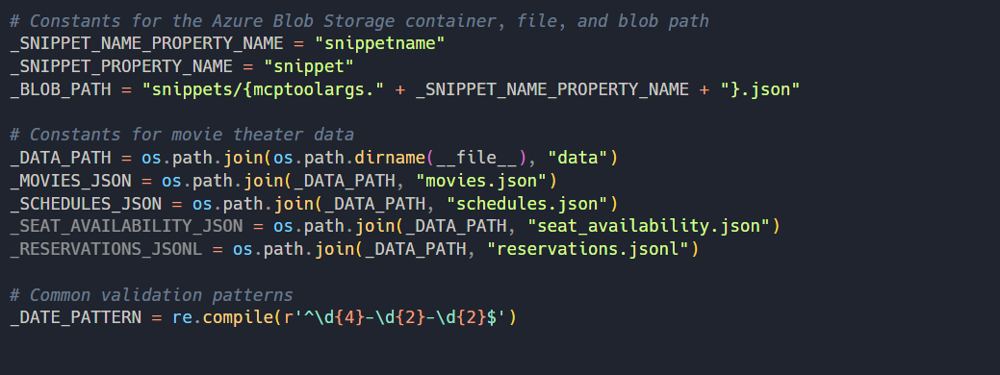 # Constants for the Azure Blob Storage container, file, and blob path
_SNIPPET_NAME_PROPERTY_NAME = "snippetname"
_SNIPPET_PROPERTY_NAME = "snippet"
_BLOB_PATH = "snippets/{mcptoolargs." + _SNIPPET_NAME_PROPERTY_NAME + "}.json"
# Constants for movie theater data
_DATA_PATH = os.path.join(os.path.dirname(__file__), "data")
_MOVIES_JSON = os.path.join(_DATA_PATH, "movies.json")
_SCHEDULES_JSON = os.path.join(_DATA_PATH, "schedules.json")
_SEAT_AVAILABILITY_JSON = os.path.join(_DATA_PATH, "seat_availability.json")
_RESERVATIONS_JSONL = os.path.join(_DATA_PATH, "reservations.jsonl")
# Common validation patterns
_DATE_PATTERN = re.compile(r'^\d{4}-\d{2}-\d{2}$')